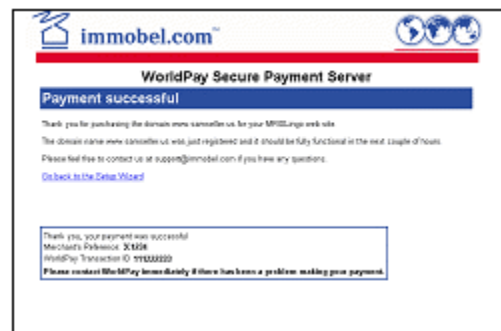 immobel.com™
WorldPay Secure Payment Server
Payment successful
Thank you for purchasing the domain www.samseller.us for your MRSLingo web site.
The domain name www.samseller.us was just registered and it should be fully functional in the next couple of hours.
Please feel free to contact us at support@immobel.com if you have any questions.
Go back to the Setup Wizard
Thank you, your payment was successful
Merchant's Reference:
WorldPay Transaction ID:
Please contact WorldPay immediately if there has been a problem making your payment.